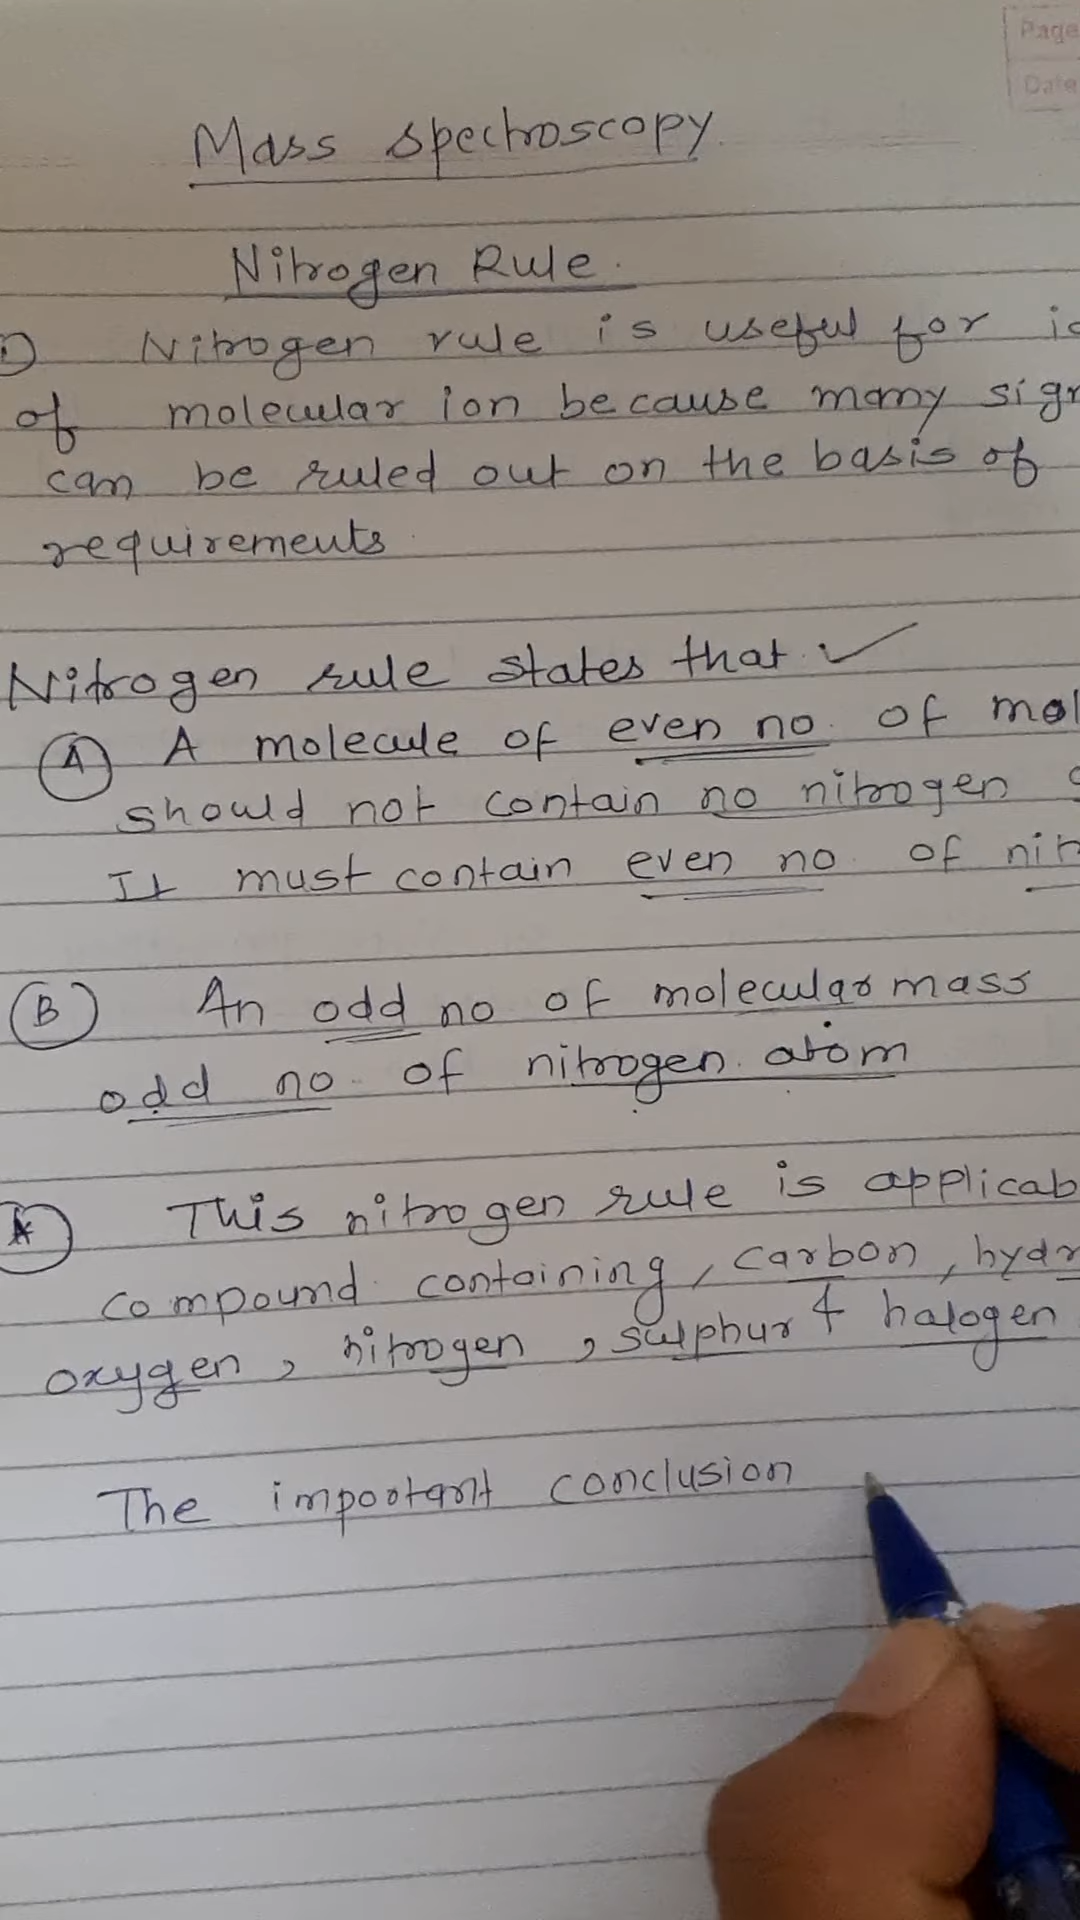 Page
Date
Mass spectroscopy.
Nitrogen Rule.
Nitrogen rule is useful for
of molecular ion because many
can be ruled out on the basis of
requirements
Nitrogen rule states that ✓
(A) A molecule of even no. of
should not contain no nitrogen
It must contain even no. of
(B) An odd no of molecular mass
odd no. of nitrogen. atom
This nitrogen rule is
compound containing, carbon,
oxygen, nitrogen, sulphur & halogen
The important conclusion